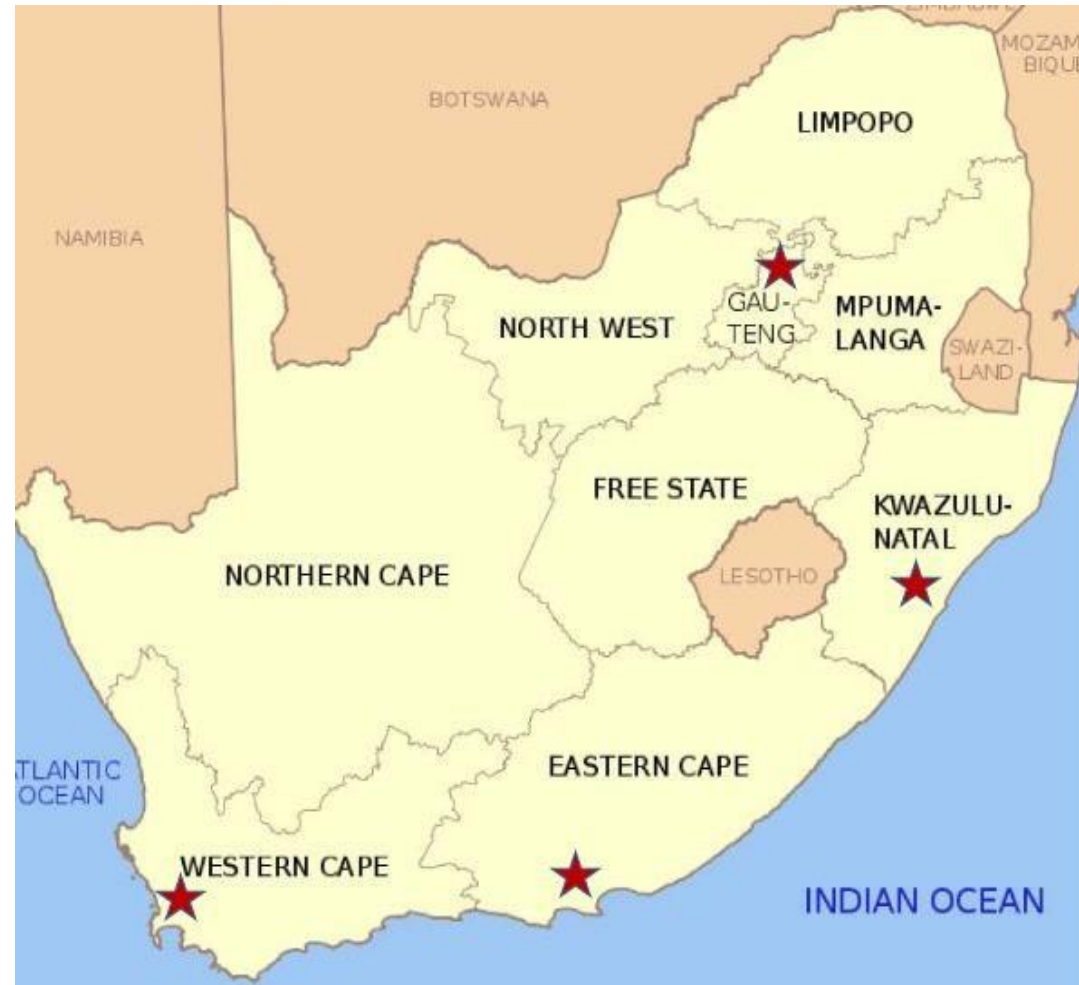 BOTSWANA
MOZAM
BIQUE
LIMPOPO
NAMIBIA
NORTH WEST
GAU-
TENG
MPUMA-
LANGA
SWAZI-
LAND
FREE STATE
KWAZULU-
NATAL
NORTHERN CAPE
LESOTHO
EASTERN CAPE
TLANTIC
OCEAN
WESTERN CAPE
INDIAN OCEAN